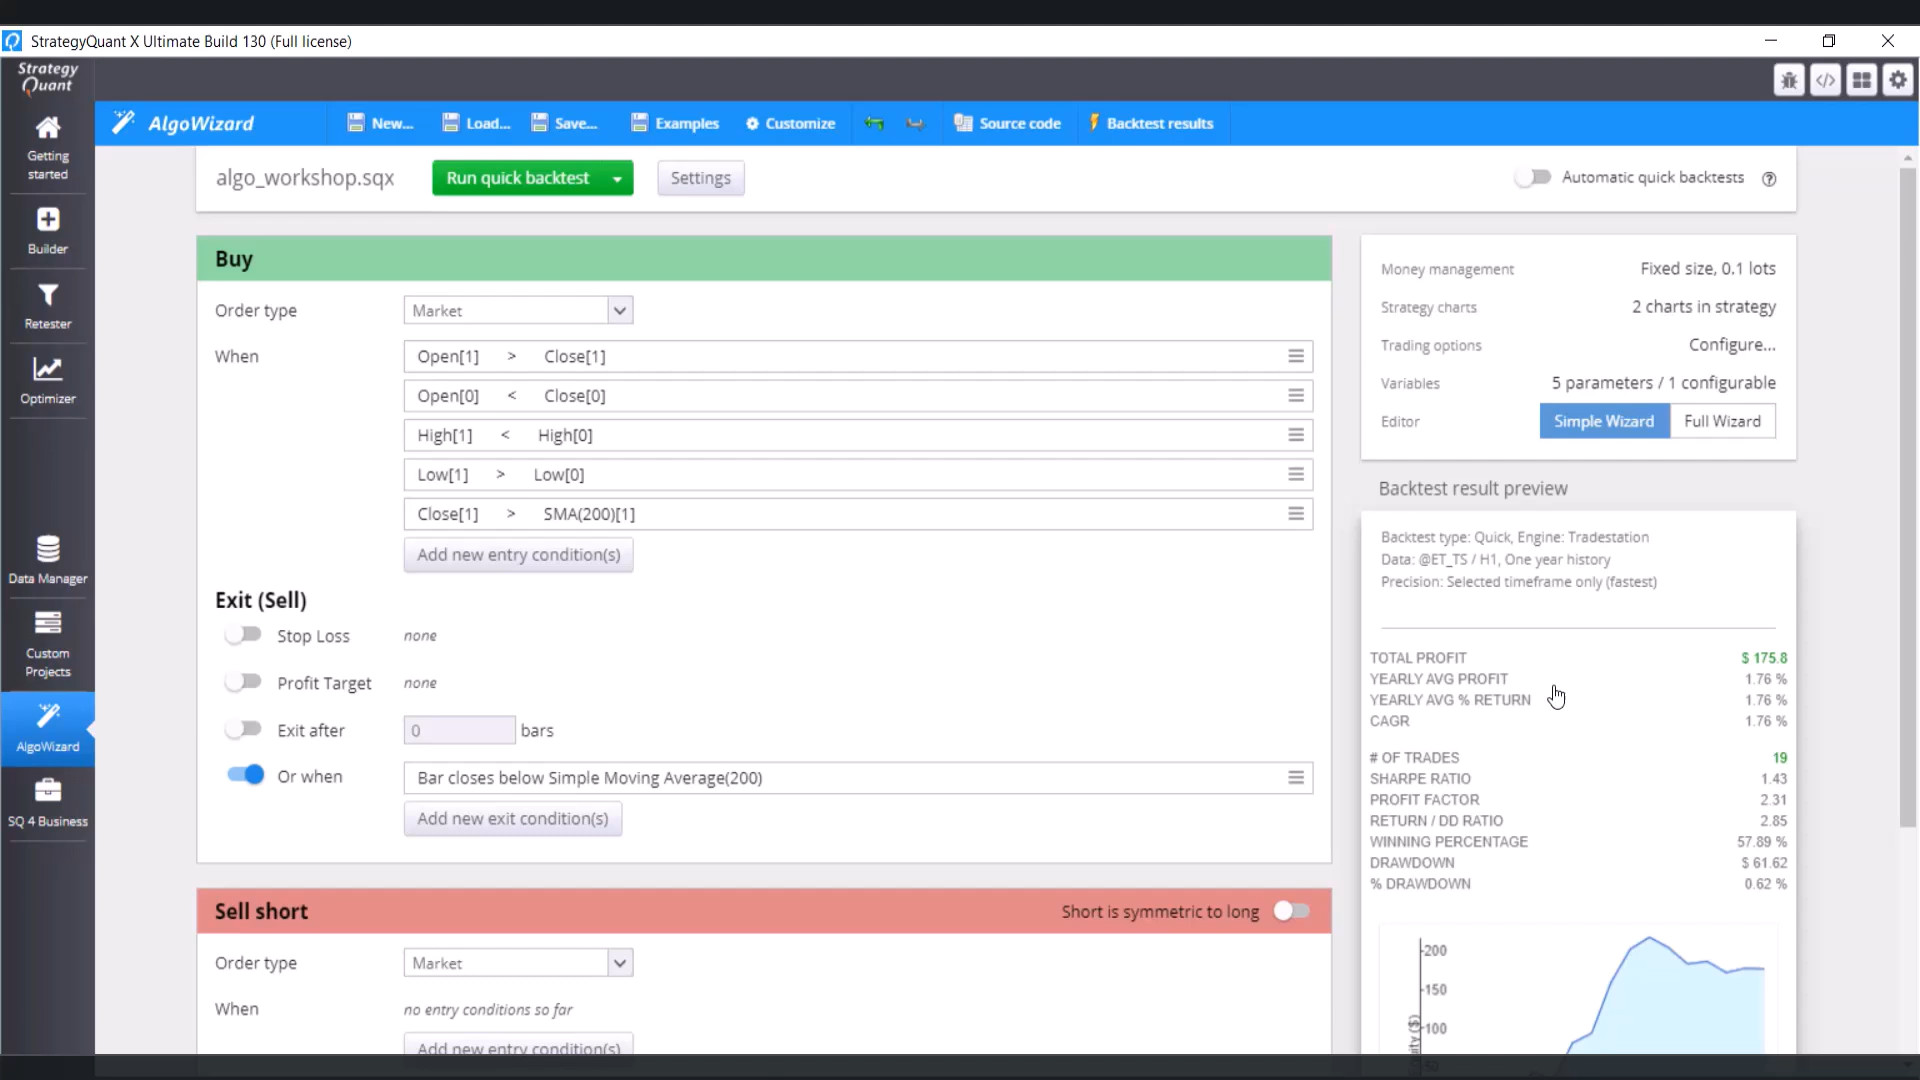 StrategyQuant X Ultimate Build 130 (Full license)
Strategy
Quant
AlgoWizard
New...
Load...
Save...
Examples
Customize
Source code
Backtest results
Getting
started
Builder
Retester
Optimizer
Data Manager
Custom
Projects
AlgoWizard
SQ 4 Business
algo_workshop.sqx
Run quick backtest
Settings
Automatic quick backtests
?
Buy
Order type
Market
When
Open[1] > Close[1]
Open[0] < Close[0]
High[1] < High[0]
Low[1] > Low[0]
Close[1] > SMA(200)[1]
Add new entry condition(s)
Exit (Sell)
Stop Loss none
Profit Target none
Exit after 0 bars
Or when Bar closes below Simple Moving Average(200)
Add new exit condition(s)
Sell short
Short is symmetric to long
Order type
Market
When
no entry conditions so far
Add new entry condition(s)
Money management Fixed size, 0.1 lots
Strategy charts 2 charts in strategy
Trading options Configure...
Variables 5 parameters / 1 configurable
Editor Simple Wizard Full Wizard
Backtest result preview
Backtest type: Quick, Engine: Tradestation
Data: @ET_TS / H1, One year history
Precision: Selected timeframe only (fastest)
TOTAL PROFIT $ 175.8
YEARLY AVG PROFIT 1.76 %
YEARLY AVG % RETURN 1.76 %
CAGR 1.76 %
# OF TRADES 19
SHARPE RATIO 1.43
PROFIT FACTOR 2.31
RETURN / DD RATIO 2.85
WINNING PERCENTAGE 57.89 %
DRAWDOWN $ 61.62
% DRAWDOWN 0.62 %
200
150
100
50